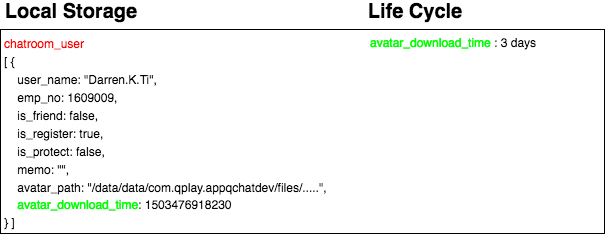 Local Storage
Life Cycle
chatroom_user
[ {
user_name: "Darren.K.Ti",
emp_no: 1609009,
is_friend: false,
is_register: true,
is_protect: false,
memo: "",
avatar_path: "/data/data/com.qplay.appqchatdev/files/.....",
avatar_download_time: 1503476918230
} ]
avatar_download_time : 3 days